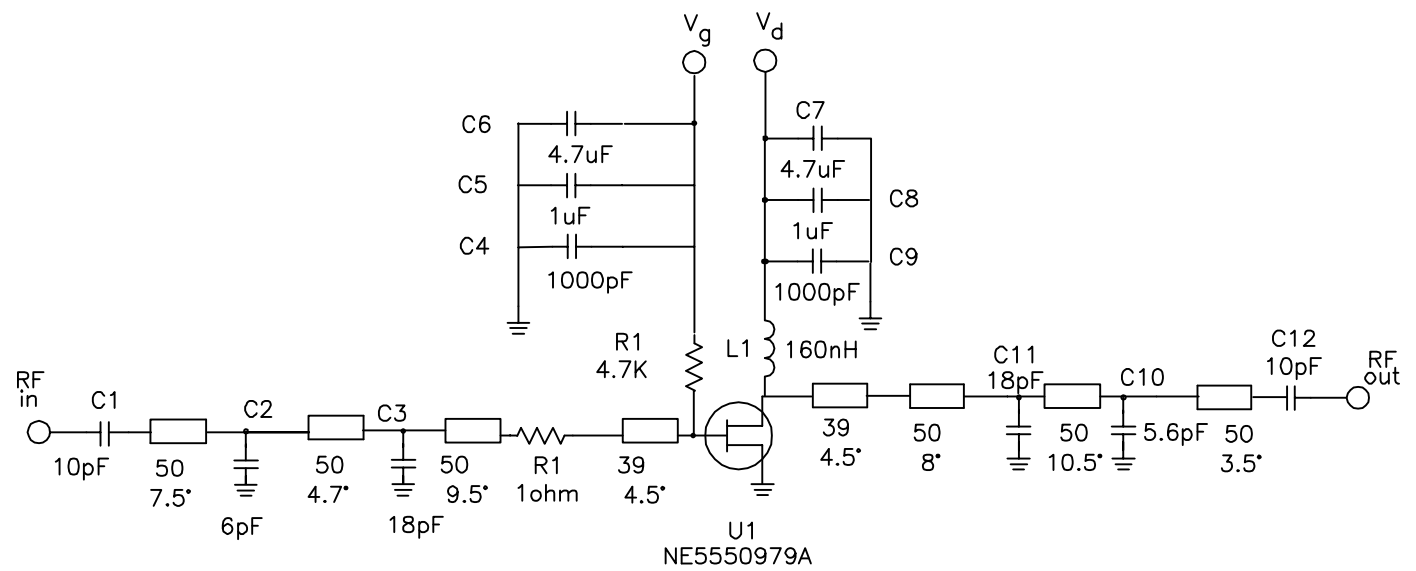 Vg
Vd
C6
4.7uF
C5
1uF
C4
1000pF
C7
4.7uF
C8
1uF
C9
1000pF
R1
4.7K
L1
160nH
RF
in
C1
10pF
50
7.5°
C2
6pF
50
4.7°
C3
18pF
50
9.5°
R1
1ohm
39
4.5°
U1
NE5550979A
39
4.5°
50
8°
C11
18pF
50
10.5°
C10
5.6pF
50
3.5°
C12
10pF
RF
out